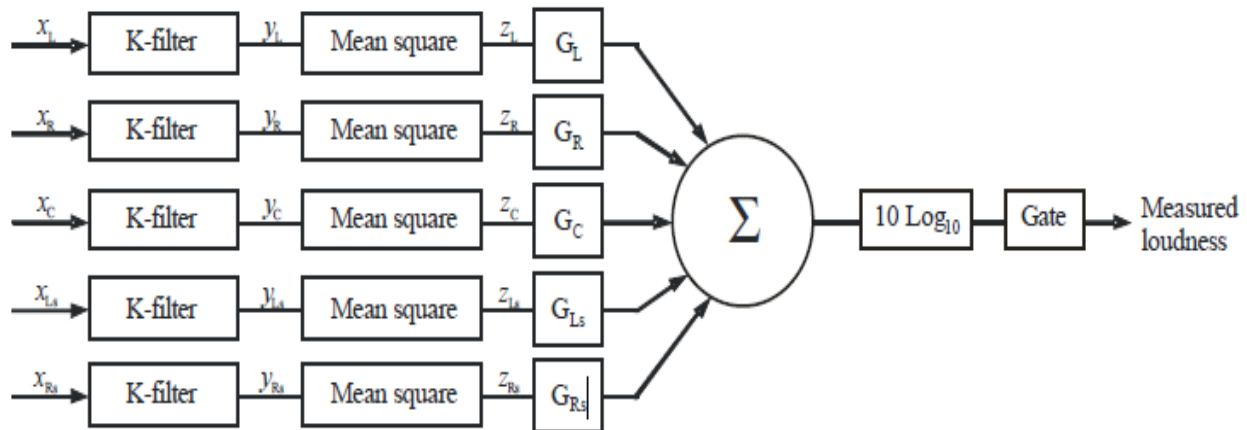 x_L K-filter y_L Mean square z_L G_L
x_R K-filter y_R Mean square z_R G_R
x_C K-filter y_C Mean square z_C G_C
Σ 10 Log_10 Gate Measured
loudness
x_Ls K-filter y_Ls Mean square z_Ls G_Ls
x_Rs K-filter y_Rs Mean square z_Rs G_Rs